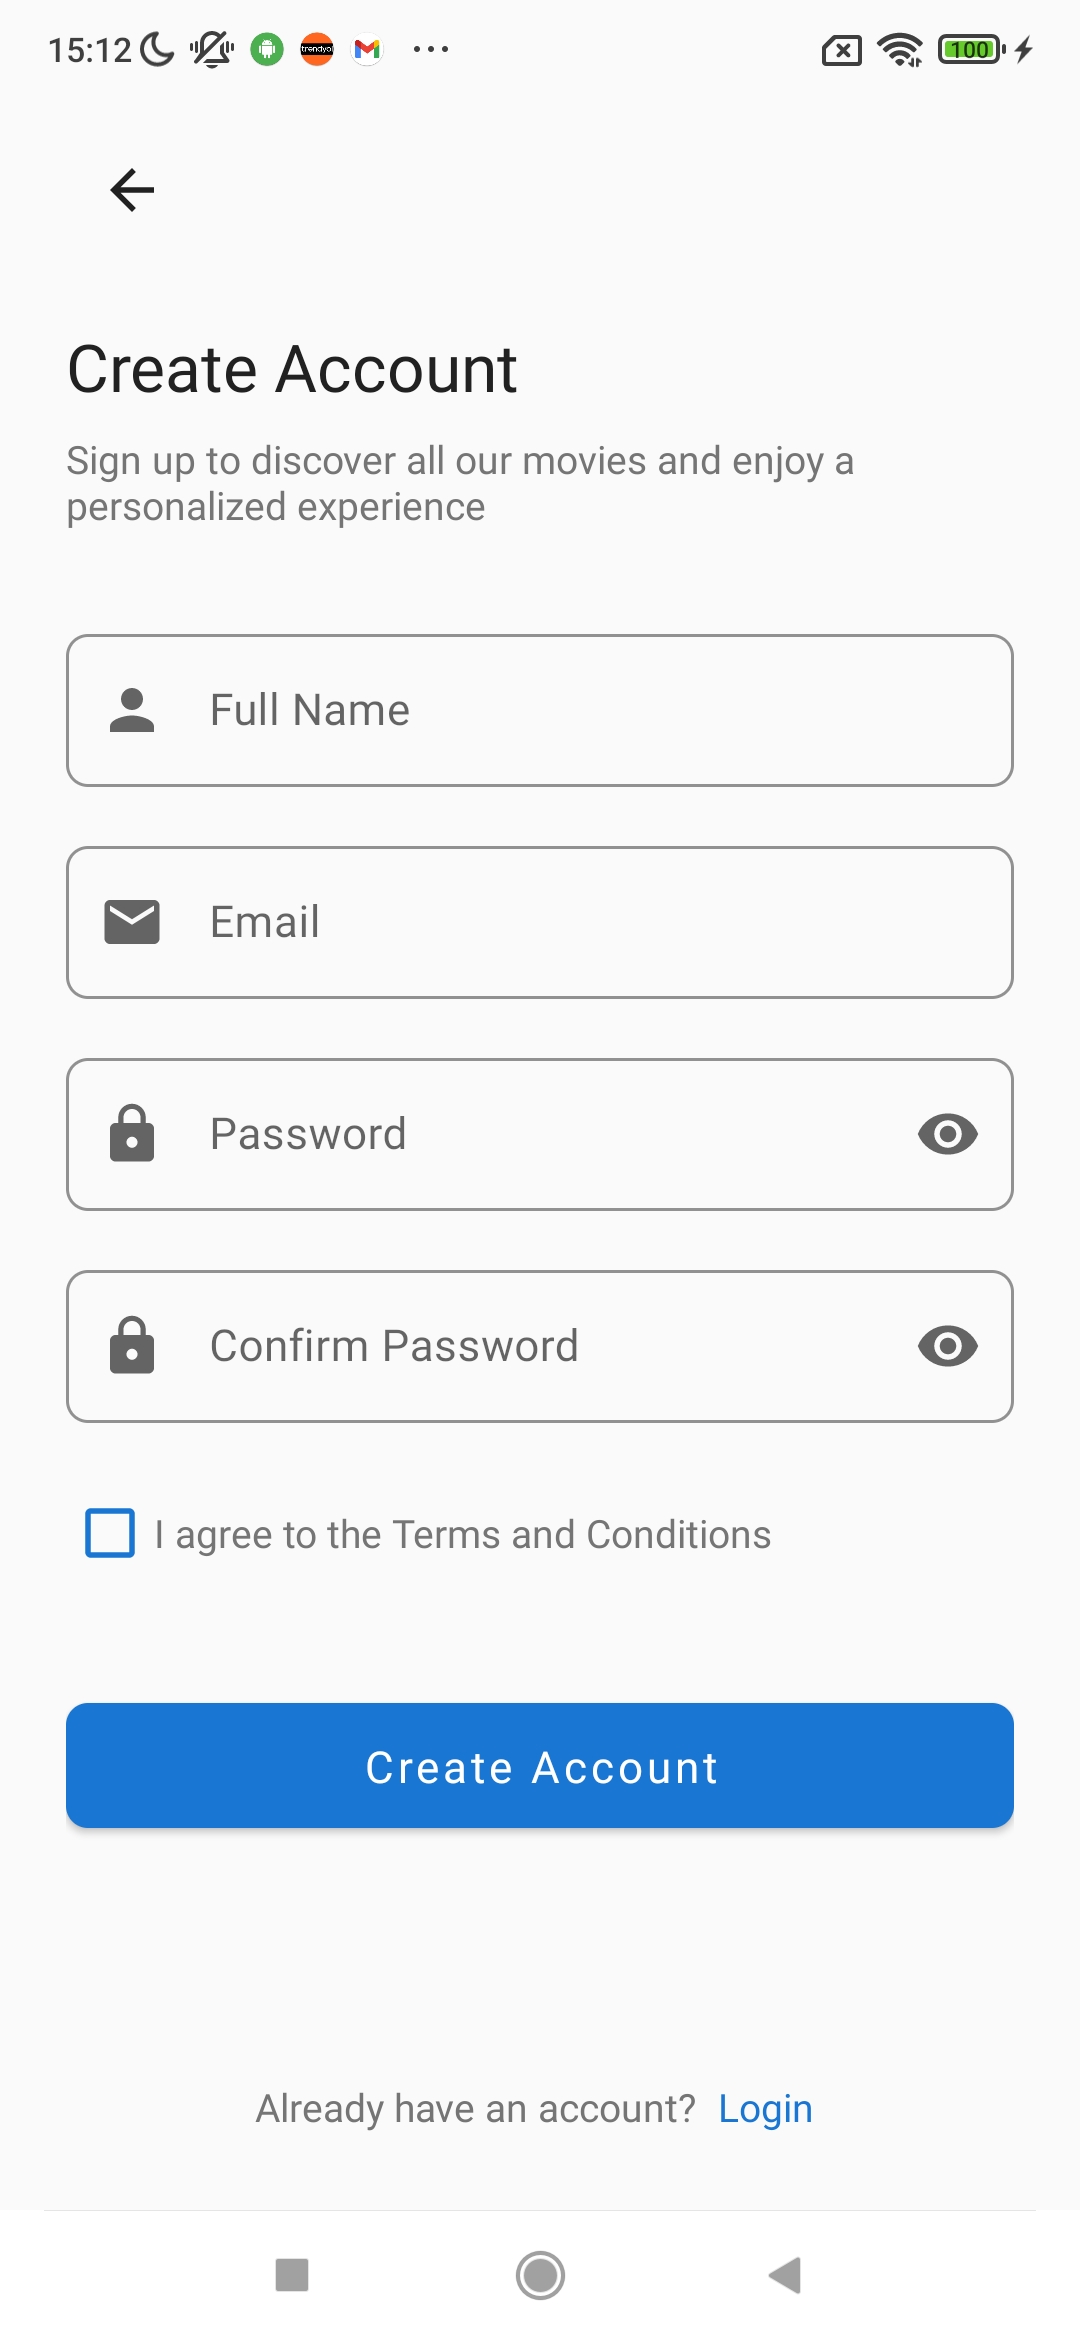 15:12
trendyol
100
Create Account
Sign up to discover all our movies and enjoy a
personalized experience
Full Name
Email
Password
Confirm Password
I agree to the Terms and Conditions
Create Account
Already have an account? Login